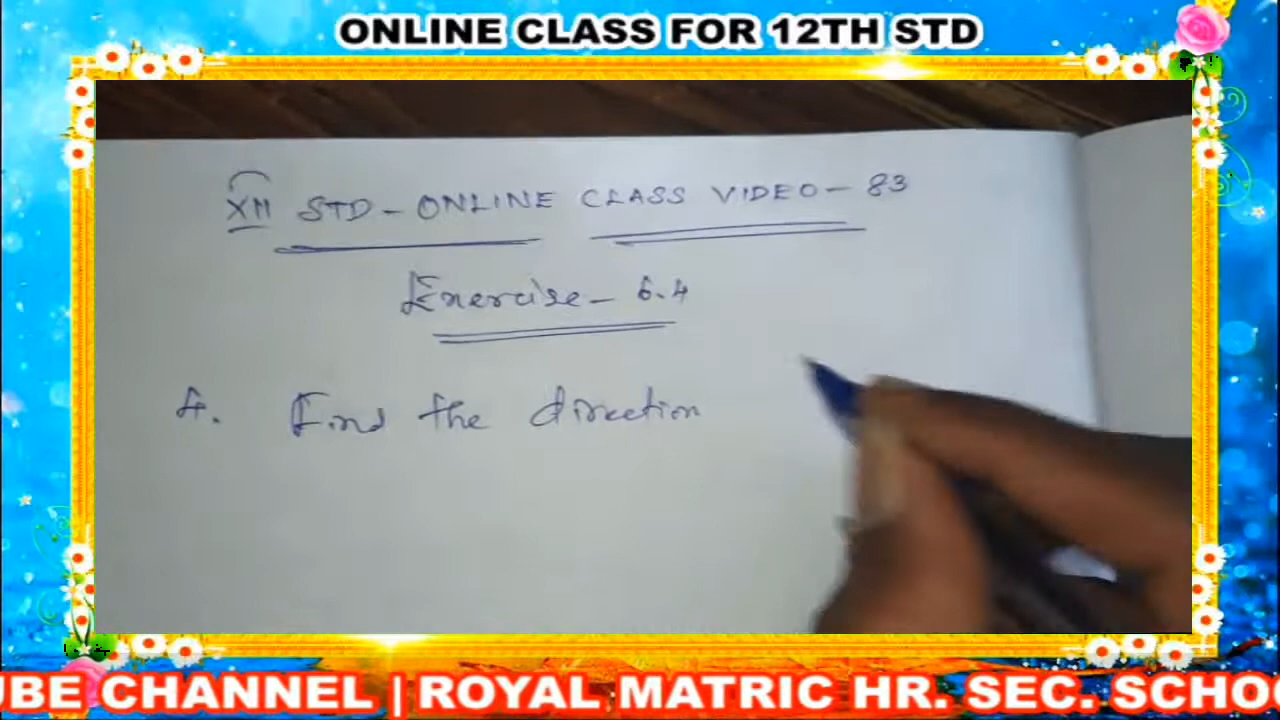 ONLINE CLASS FOR 12TH STD
XII STD - ONLINE CLASS VIDEO - 83
Exercise - 6.4
4. Find the direction
UBE CHANNEL | ROYAL MATRIC HR. SEC. SCHO